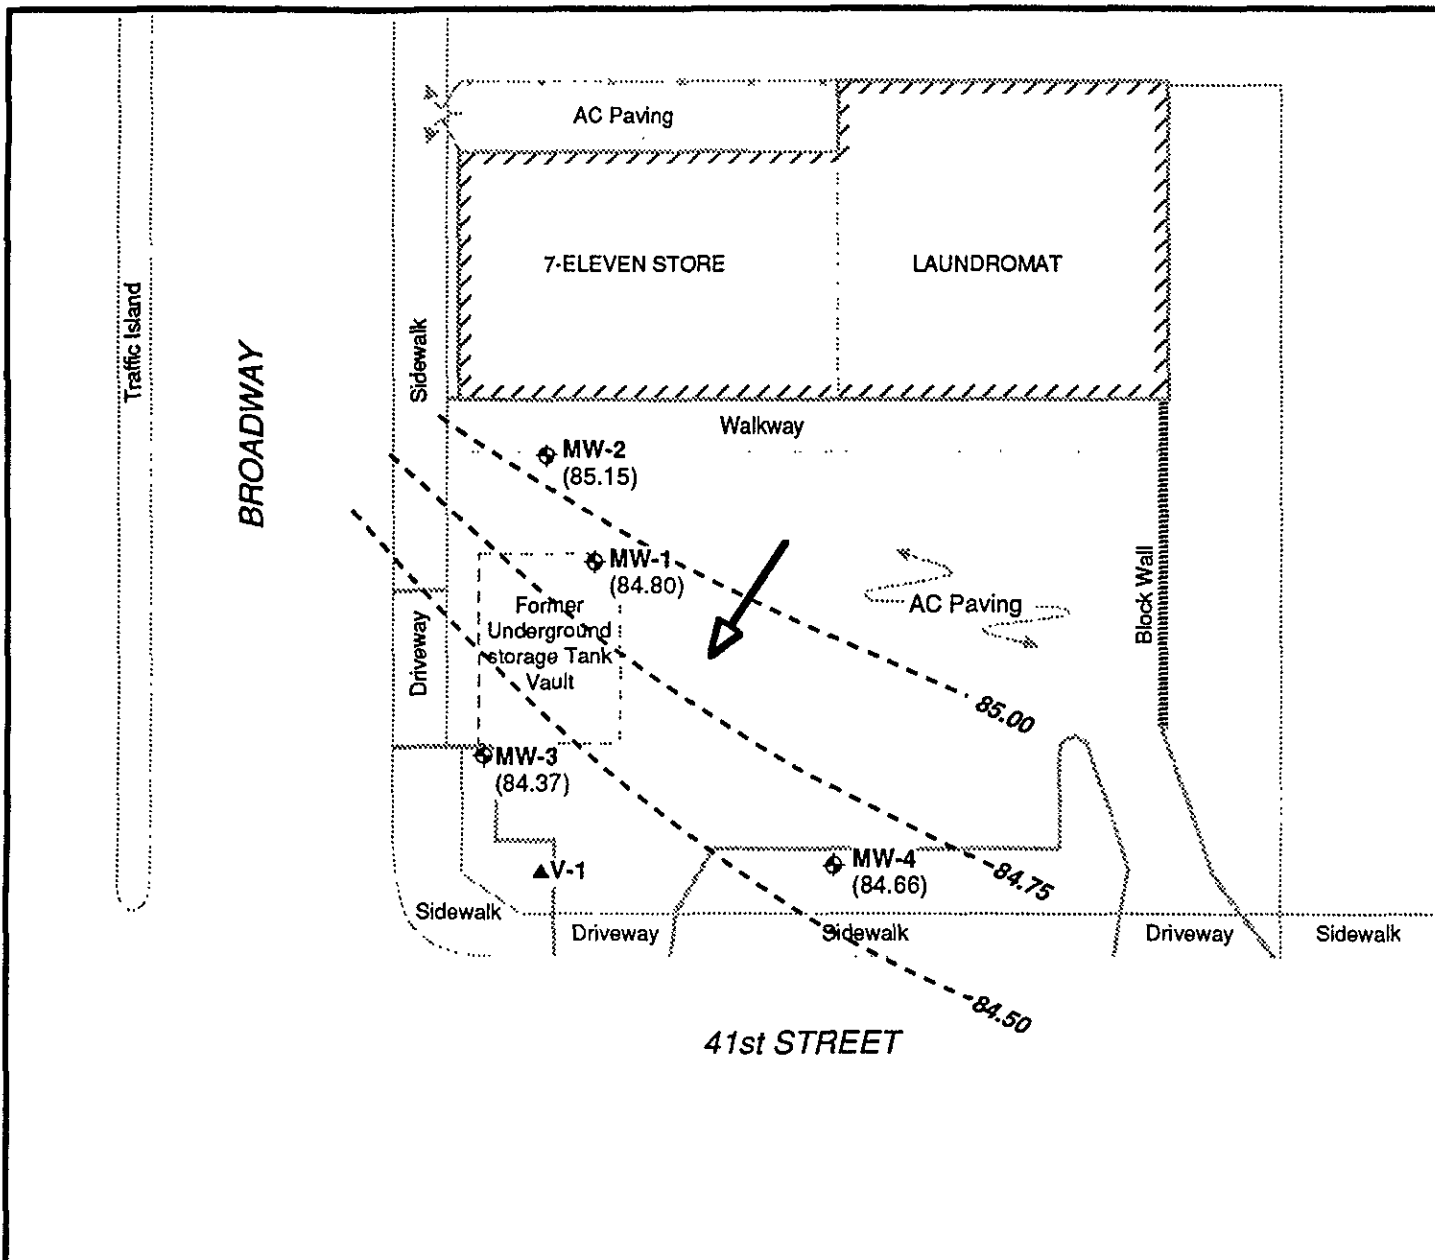 AC Paving
7-ELEVEN STORE
LAUNDROMAT
Traffic Island
BROADWAY
Sidewalk
Walkway
MW-2
(85.15)
MW-1
(84.80)
Former
Underground
storage Tank
Vault
AC Paving
Block Wall
Driveway
85.00
MW-3
(84.37)
V-1
MW-4
(84.66)
84.75
Sidewalk
Driveway
Sidewalk
Driveway
Sidewalk
84.50
41st STREET